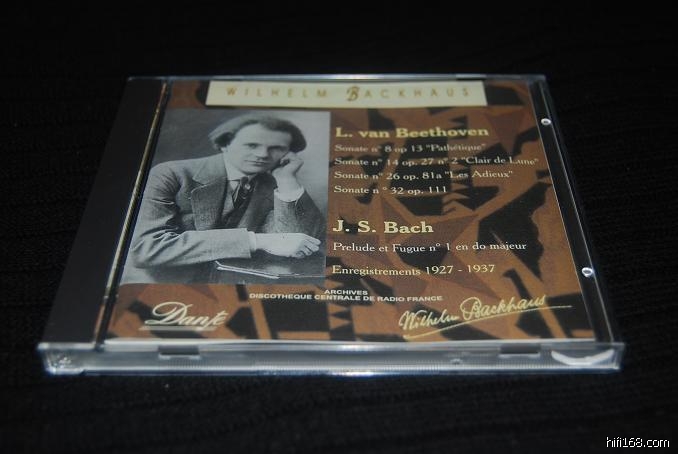 WILHELM BACKHAUS
L. van Beethoven
Sonate n° 8 op 13 "Pathétique"
Sonate n° 14 op. 27 n° 2 "Clair de Lune"
Sonate n° 26 op. 81a "Les Adieux"
Sonate n ° 32 op. 111
J. S. Bach
Prelude et Fugue n° 1 en do majeur
Enregistrements 1927 - 1937
ARCHIVES
DISCOTHEQUE CENTRALE DE RADIO FRANCE
Dante
Wilhelm Backhaus
hifi168.com